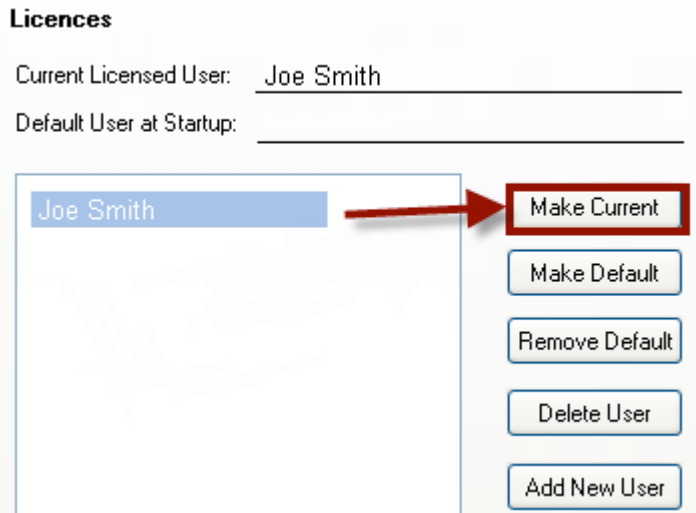 Licences
Current Licensed User: Joe Smith
Default User at Startup:
Joe Smith
Make Current
Make Default
Remove Default
Delete User
Add New User